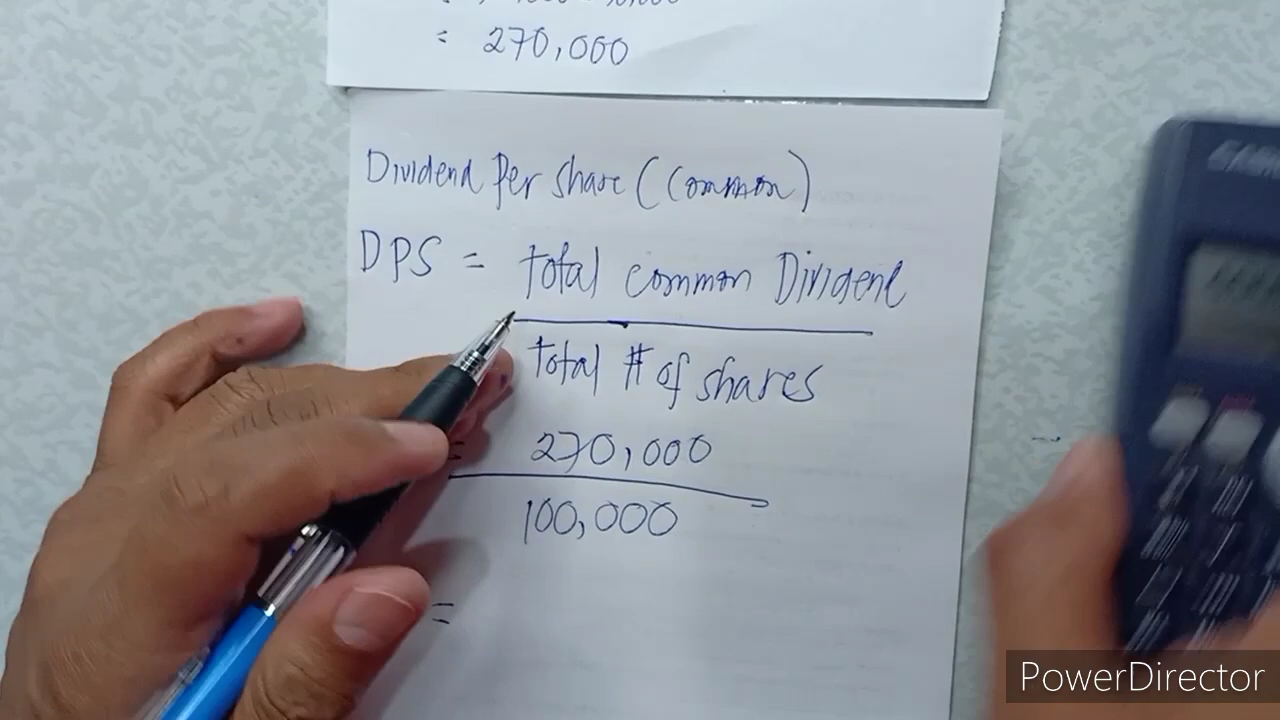 = 270,000
Dividend Per share (Common)
DPS = total common Dividend
total # of shares
= 270,000
100,000
=
PowerDirector